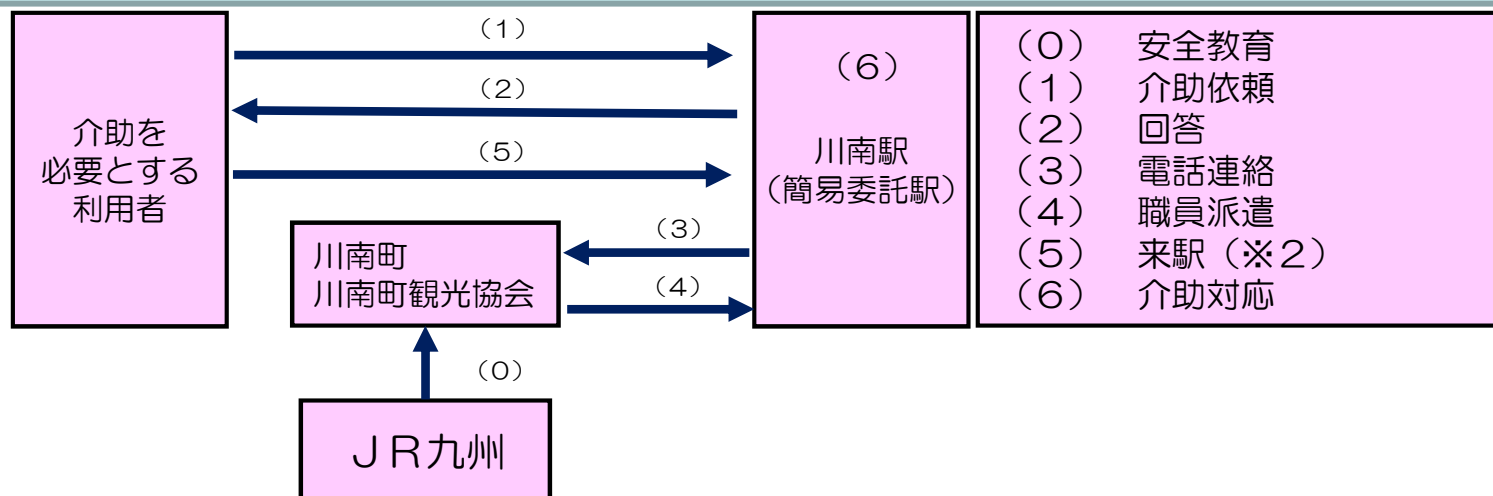 介助を
必要とする
利用者
（1）
（2）
（5）
（3）
（4）
川南町
川南町観光協会
（0）
ＪＲ九州
（6）
川南駅
（簡易委託駅）
（0）　安全教育
（1）　介助依頼
（2）　回答
（3）　電話連絡
（4）　職員派遣
（5）　来駅（※2）
（6）　介助対応